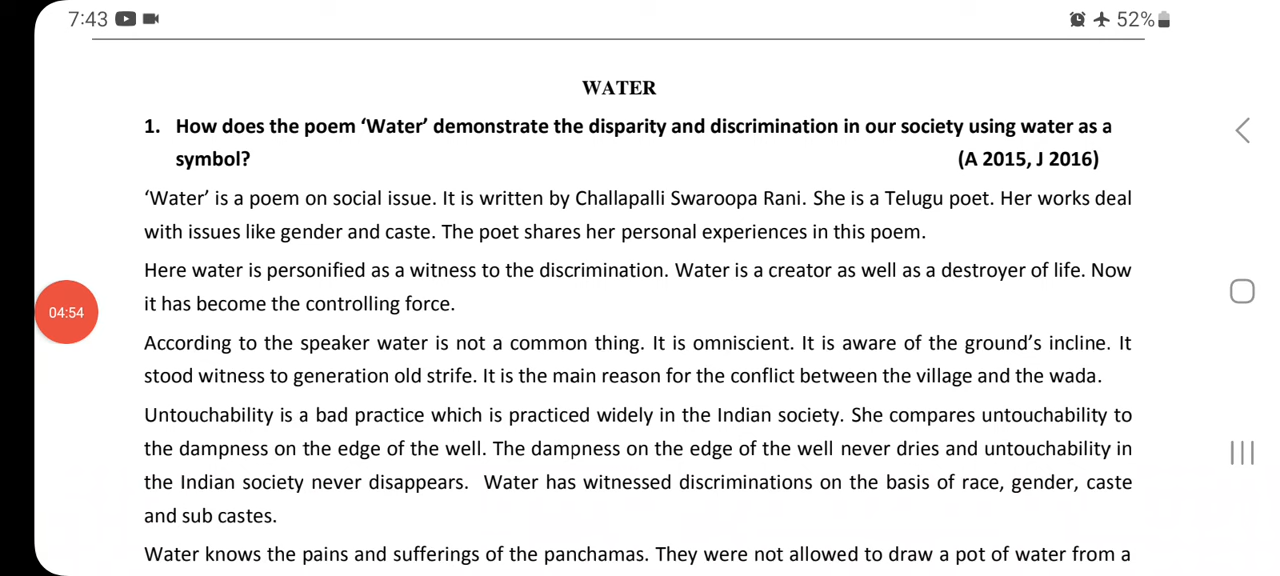 7:43 52%
WATER
1. How does the poem ‘Water’ demonstrate the disparity and discrimination in our society using water as a
symbol? (A 2015, J 2016)
‘Water’ is a poem on social issue. It is written by Challapalli Swaroopa Rani. She is a Telugu poet. Her works deal
with issues like gender and caste. The poet shares her personal experiences in this poem.
Here water is personified as a witness to the discrimination. Water is a creator as well as a destroyer of life. Now
it has become the controlling force.
04:54
According to the speaker water is not a common thing. It is omniscient. It is aware of the ground’s incline. It
stood witness to generation old strife. It is the main reason for the conflict between the village and the wada.
Untouchability is a bad practice which is practiced widely in the Indian society. She compares untouchability to
the dampness on the edge of the well. The dampness on the edge of the well never dries and untouchability in
the Indian society never disappears. Water has witnessed discriminations on the basis of race, gender, caste
and sub castes.
Water knows the pains and sufferings of the panchamas. They were not allowed to draw a pot of water from a